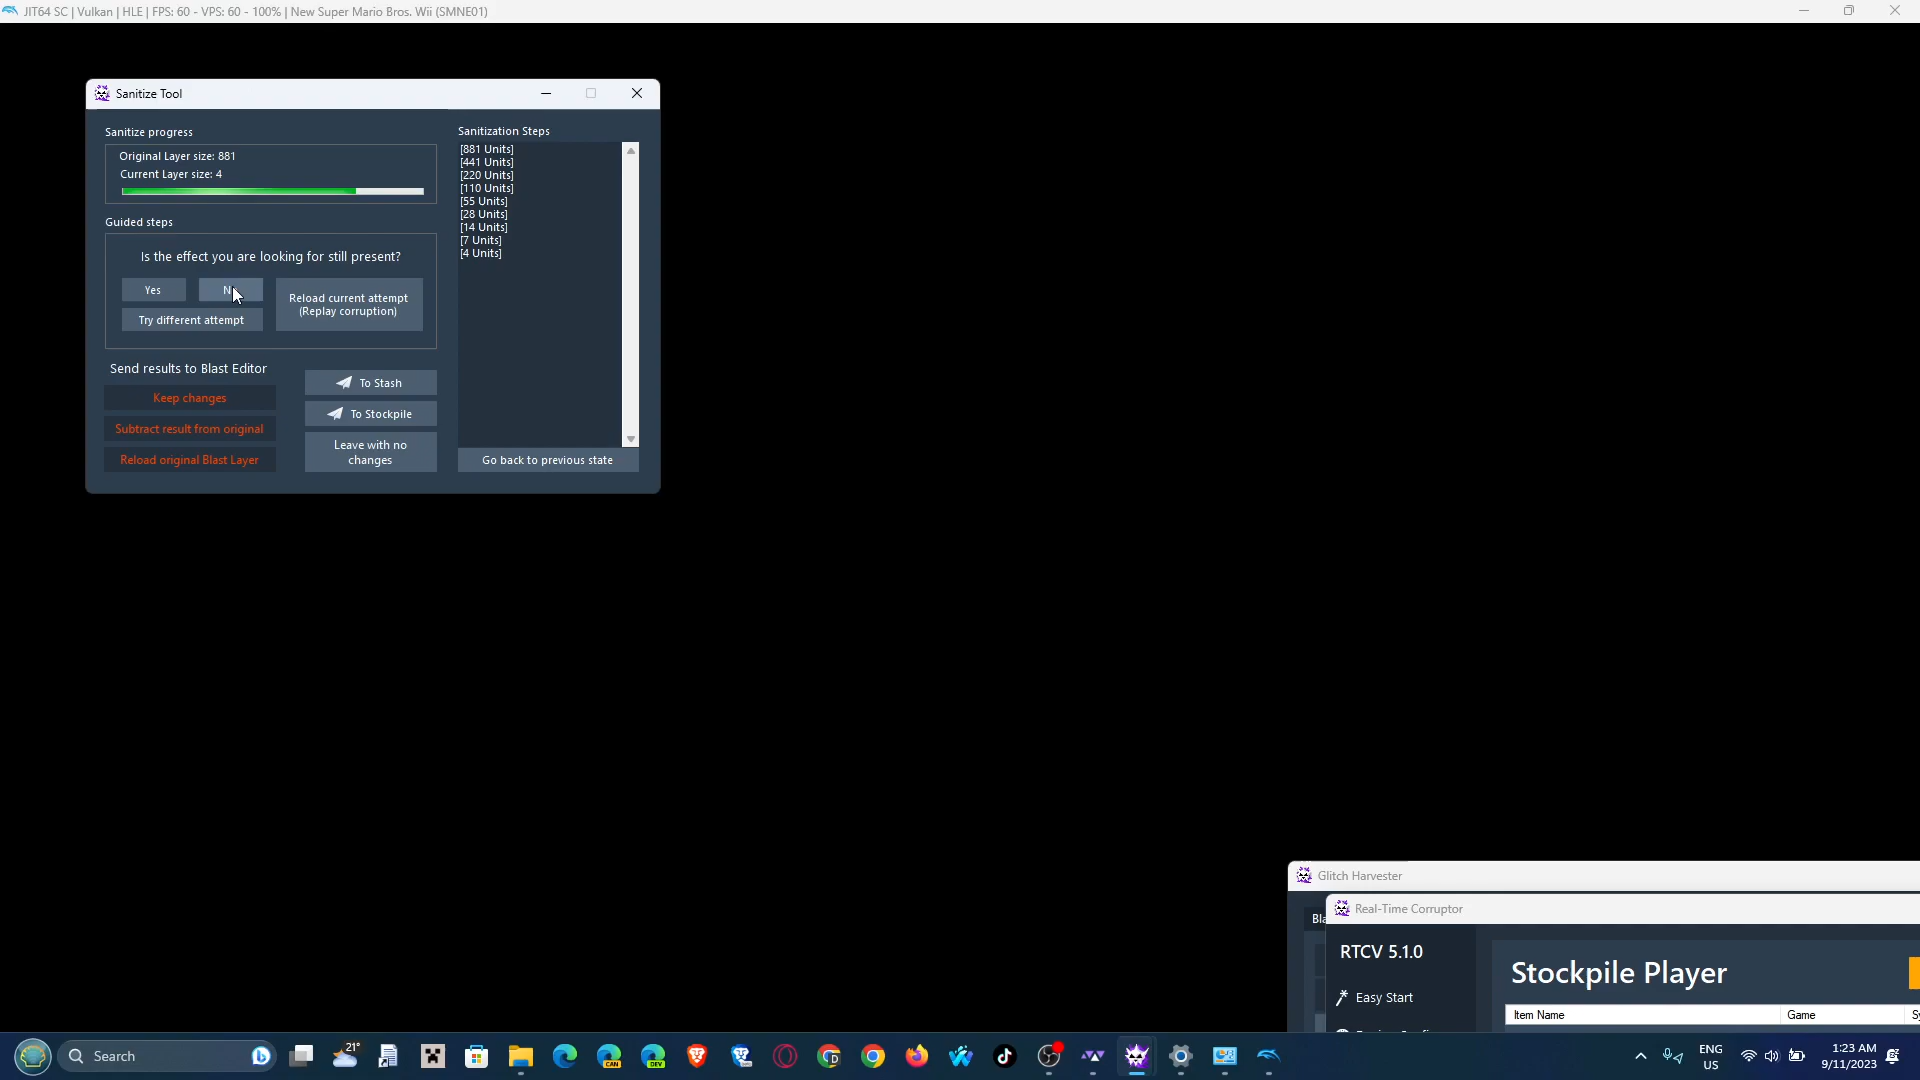 JIT64 SC | Vulkan | HLE | FPS: 60 - VPS: 60 - 100% | New Super Mario Bros. Wii (SMNE01)
Sanitize Tool
Sanitize progress
Original Layer size: 881
Current Layer size: 4
Guided steps
Is the effect you are looking for still present?
Yes
Reload current attempt
(Replay corruption)
Try different attempt
Send results to Blast Editor
Keep changes
Subtract result from original
Reload original Blast Layer
To Stash
To Stockpile
Leave with no
changes
Sanitization Steps
[881 Units]
[441 Units]
[220 Units]
[110 Units]
[55 Units]
[28 Units]
[14 Units]
[7 Units]
[4 Units]
Go back to previous state
Glitch Harvester
Real-Time Corruptor
RTCV 5.1.0
Easy Start
Stockpile Player
Item Name
Game
Search
21°
CAN
DEV
ENG
US
1:23 AM
9/11/2023